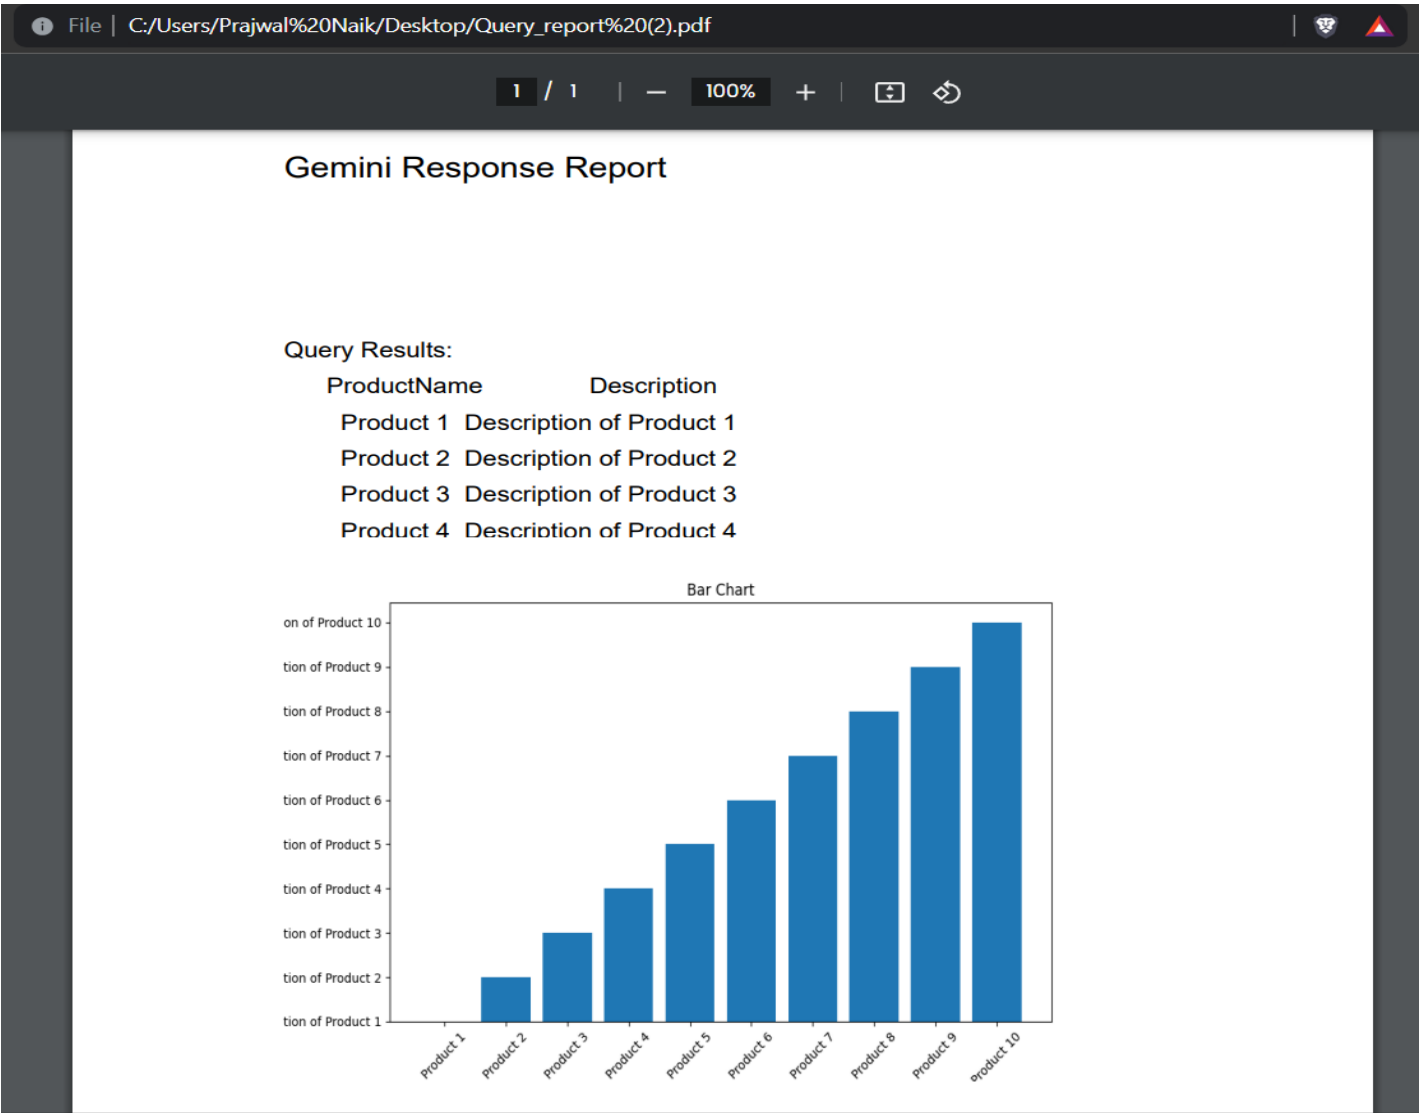 File | C:/Users/Prajwal%20Naik/Desktop/Query_report%20(2).pdf
1 / 1 | — 100% + |
Gemini Response Report
Query Results:
ProductName Description
Product 1 Description of Product 1
Product 2 Description of Product 2
Product 3 Description of Product 3
Product 4 Description of Product 4
Bar Chart
on of Product 10
tion of Product 9
tion of Product 8
tion of Product 7
tion of Product 6
tion of Product 5
tion of Product 4
tion of Product 3
tion of Product 2
tion of Product 1
Product 1 Product 2 Product 3 Product 4 Product 5 Product 6 Product 7 Product 8 Product 9 Product 10